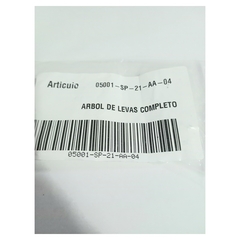 Articulo 05001-SP-21-AA-04
ARBOL DE LEVAS COMPLETO
05001-SP-21-AA-04